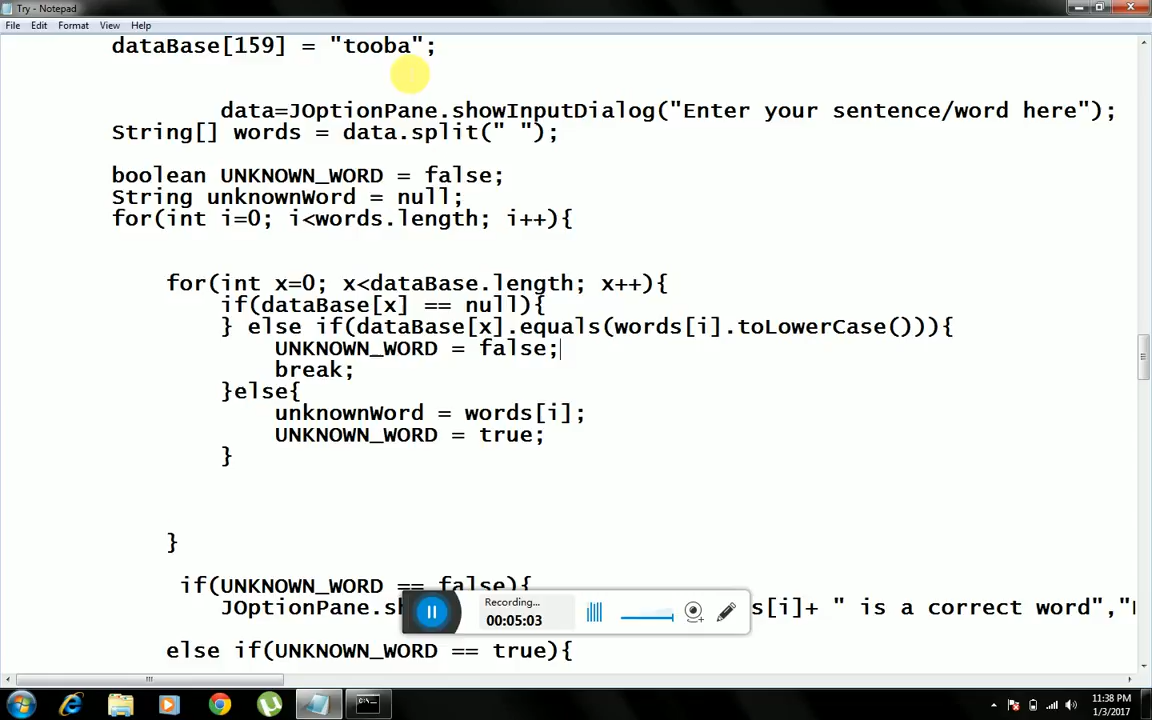 Try - Notepad
File Edit Format View Help
dataBase[159] = "tooba";
data=JOptionPane.showInputDialog("Enter your sentence/word here");
String[] words = data.split(" ");
boolean UNKNOWN_WORD = false;
String unknownWord = null;
for(int i=0; i<words.length; i++){
for(int x=0; x<dataBase.length; x++){
if(dataBase[x] == null){
} else if(dataBase[x].equals(words[i].toLowerCase())){
UNKNOWN_WORD = false;
break;
}else{
unknownWord = words[i];
UNKNOWN_WORD = true;
}
}
if(UNKNOWN_WORD == false){
JOptionPane.sh s[i]+ " is a correct word","
else if(UNKNOWN_WORD == true){
Recording...
00:05:03
11:38 PM
1/3/2017